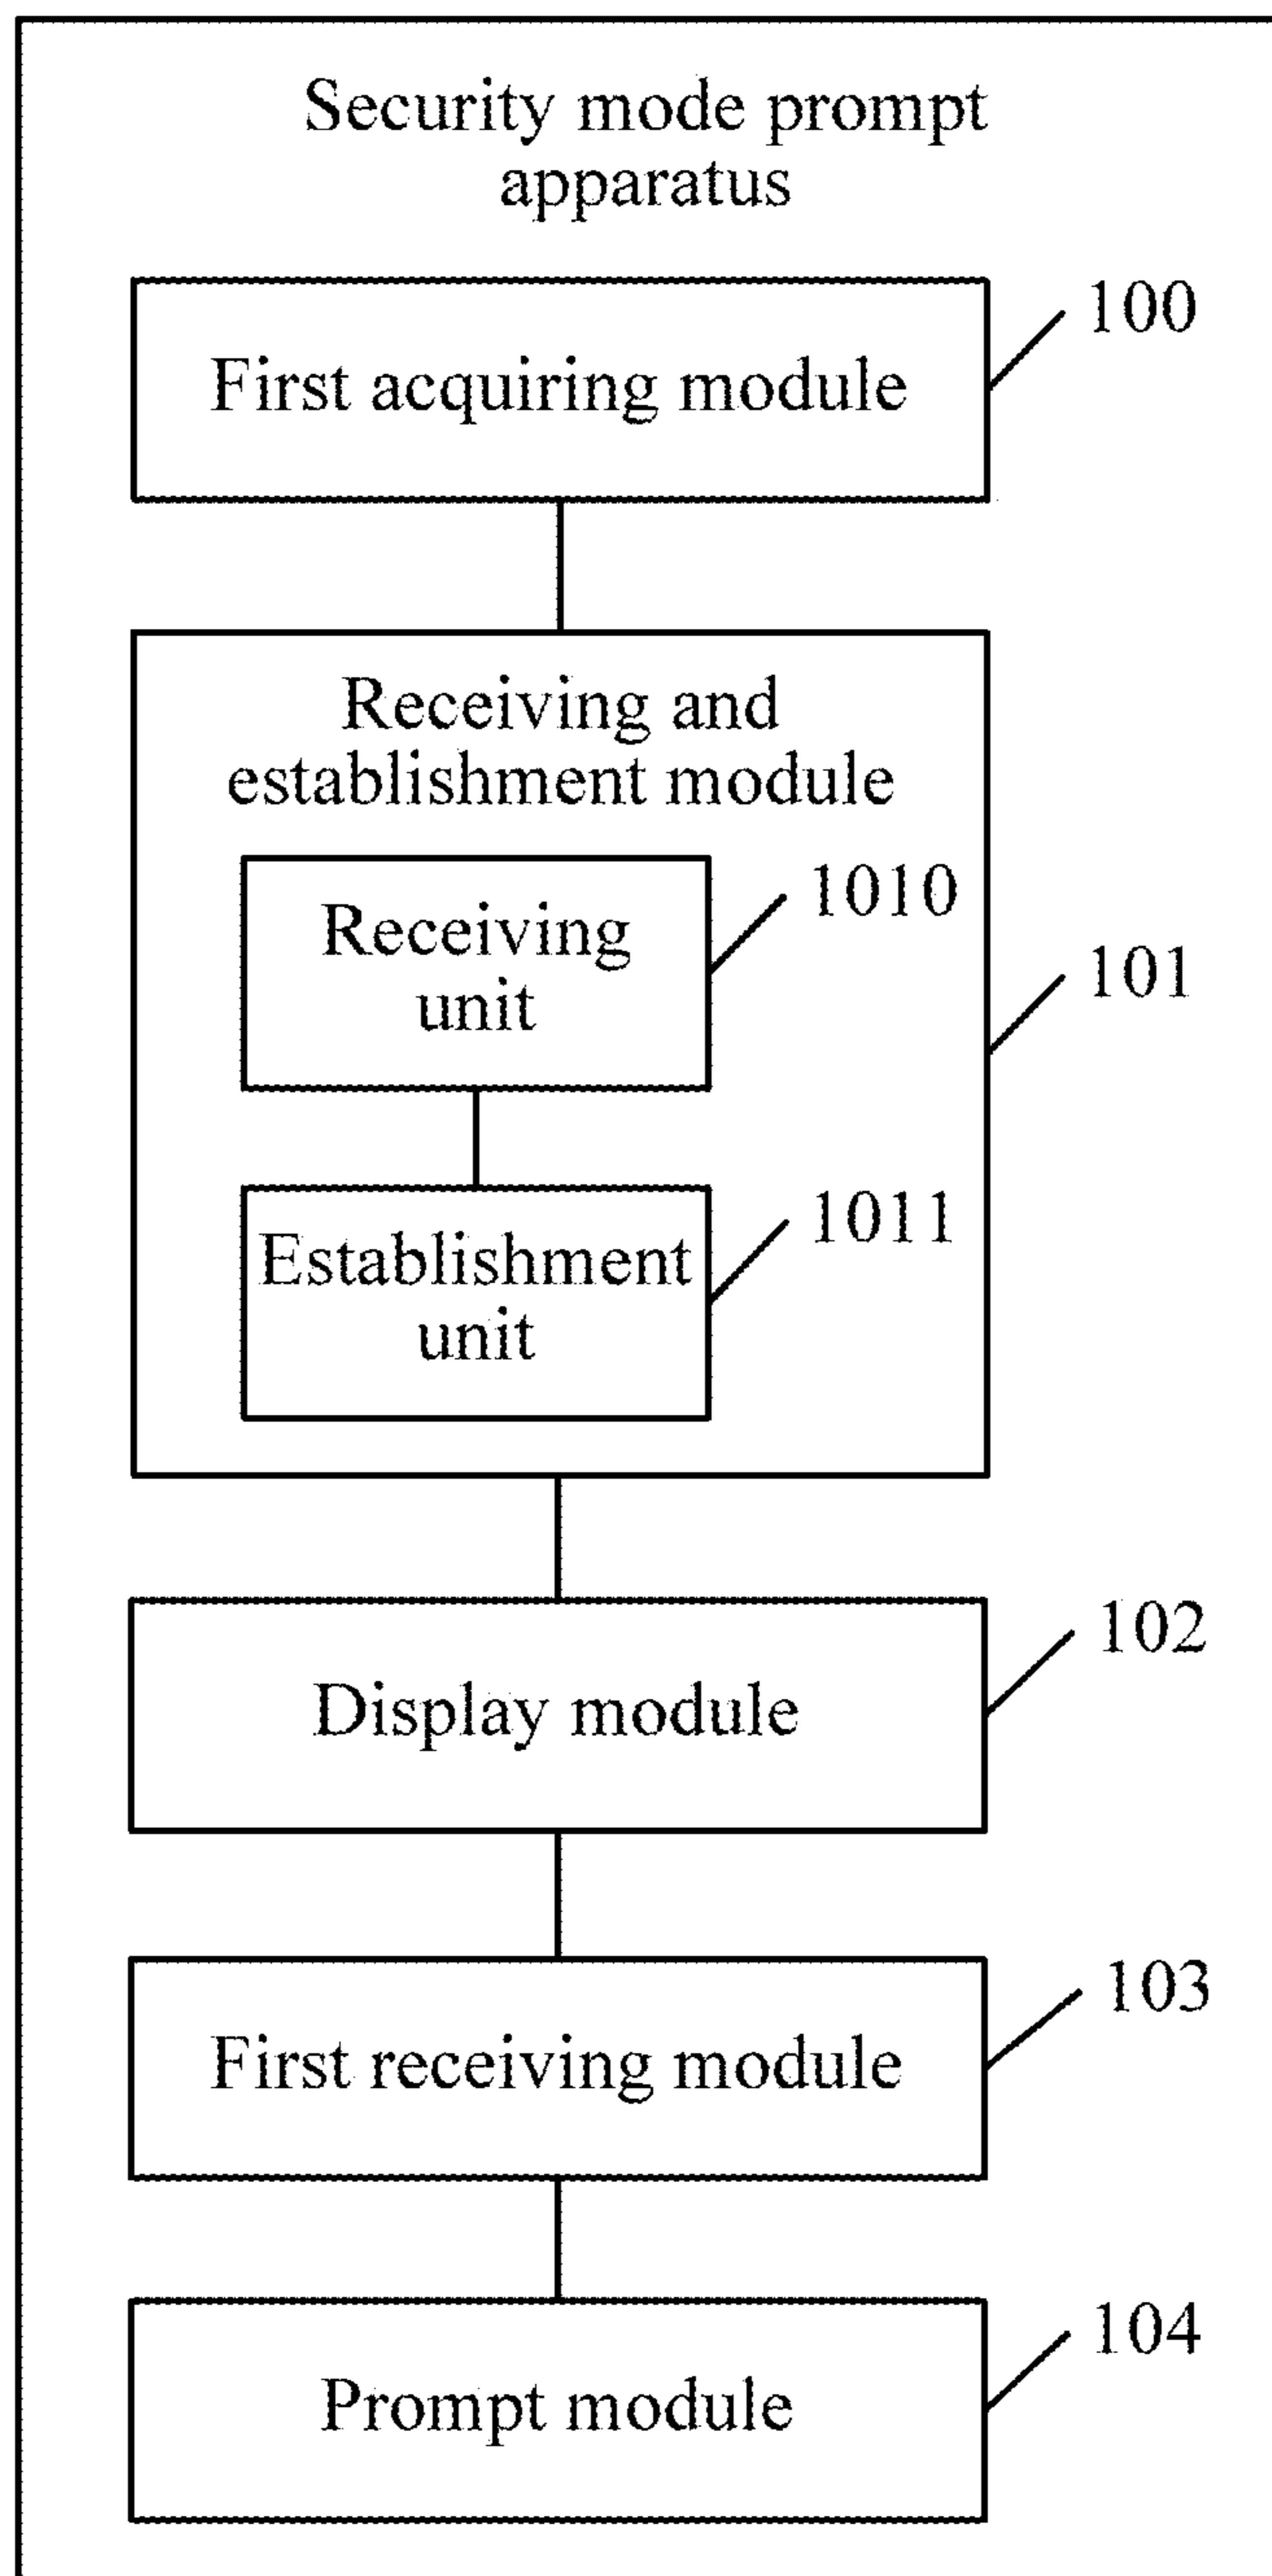 Security mode prompt
apparatus
100
First acquiring module
Receiving and
establishment module
1010
Receiving
unit
101
1011
Establishment
unit
102
Display module
103
First receiving module
104
Prompt module